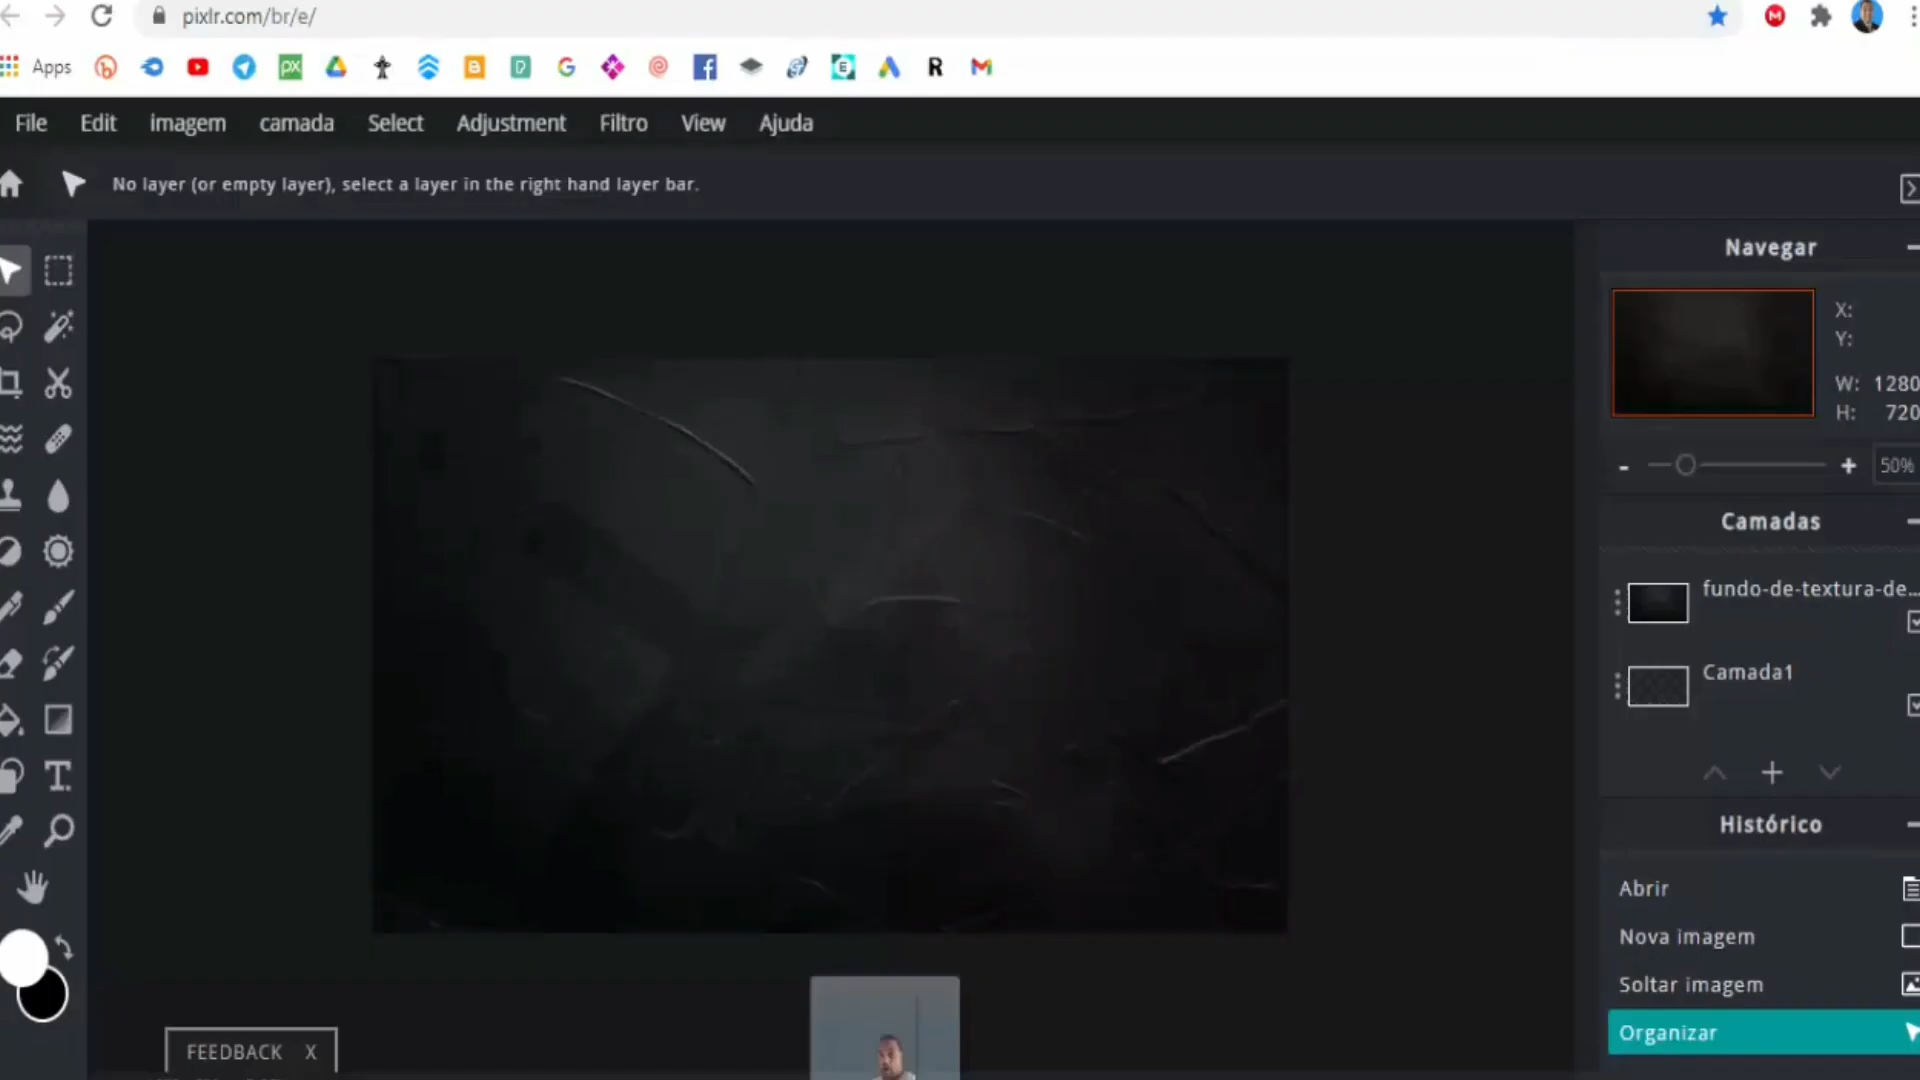 pixlr.com/br/e/
Apps
File Edit imagem camada Select Adjustment Filtro View Ajuda
No layer (or empty layer), select a layer in the right hand layer bar.
Navegar
X:
Y:
W: 1280
H: 720
- + 50%
Camadas
fundo-de-textura-de...
Camada1
Histórico
Abrir
Nova imagem
Soltar imagem
Organizar
FEEDBACK X